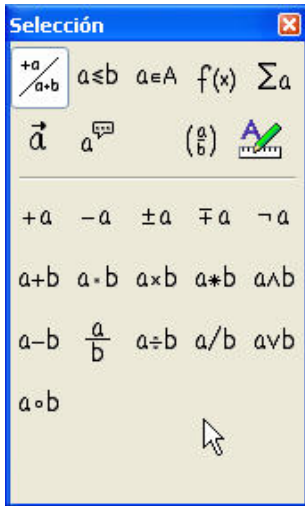 Selección
+a/a+b a≤b a∈A f(x) Σa
a⃗ a (a/b) A
+a −a ±a ∓a ¬a
a+b a·b a×b a∗b a∧b
a−b a/b a÷b a/b a∨b
a∘b